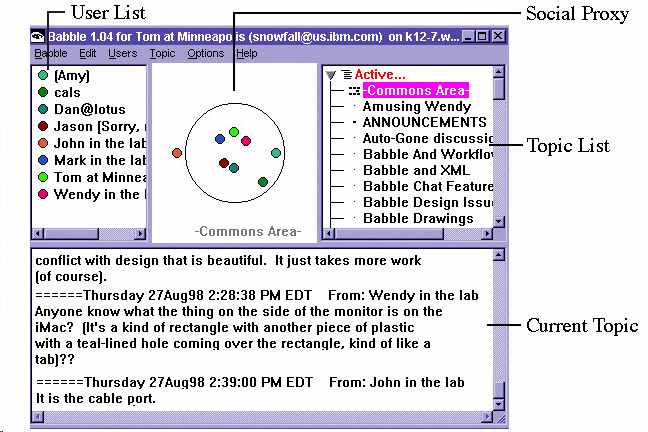 User List
Social Proxy
Babble 1.04 for Tom at Minneapolis (snowfall@us.ibm.com) on k12-7.w...
Babble Edit Users Topic Options Help
(Amy)
cals
Dan@lotus
Jason [Sorry,
John in the lab
Mark in the lab
Tom at Minnea
Wendy in the l
-Commons Area-
Active...
-Commons Area-
Amusing Wendy
ANNOUNCEMENTS
Auto-Gone discussig
Babble And Workflow
Babble and XML
Babble Chat Feature
Babble Design Issu
Babble Drawings
Topic List
conflict with design that is beautiful. It just takes more work
(of course).
======Thursday 27Aug98 2:28:38 PM EDT From: Wendy in the lab
Anyone know what the thing on the side of the monitor is on the
iMac? (It's a kind of rectangle with another piece of plastic
with a teal-lined hole coming over the rectangle, kind of like a
tab)??
======Thursday 27Aug98 2:39:00 PM EDT From: John in the lab
It is the cable port.
Current Topic